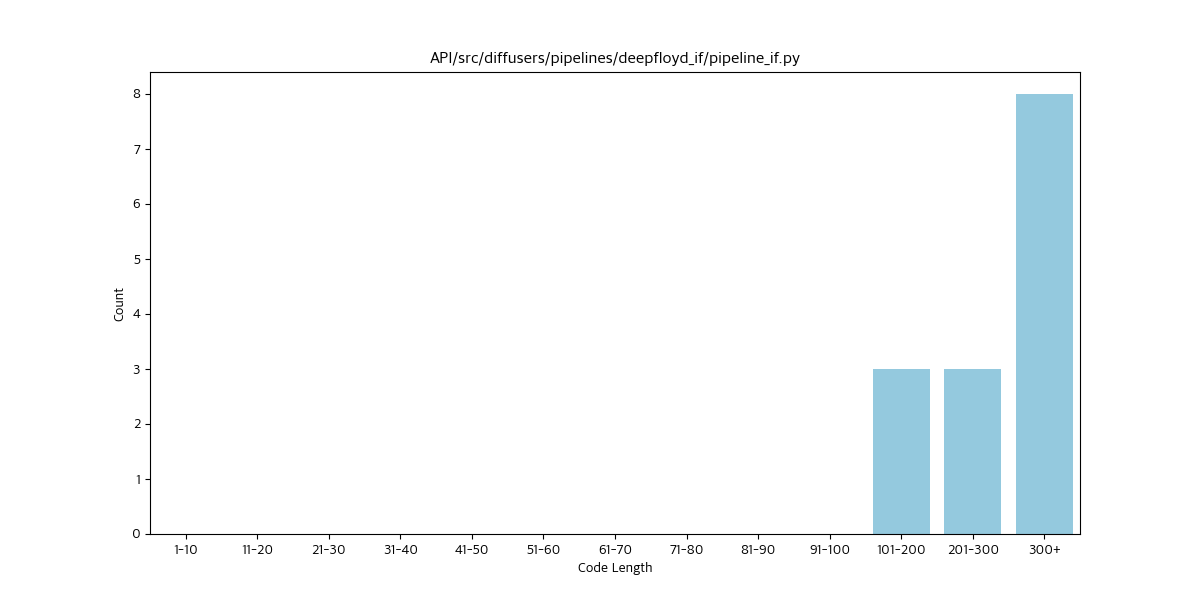 API/src/diffusers/pipelines/deepfloyd_if/pipeline_if.py
8
7
6
5
4
3
2
1
0
Count
1-10 11-20 21-30 31-40 41-50 51-60 61-70 71-80 81-90 91-100 101-200 201-300 300+
Code Length